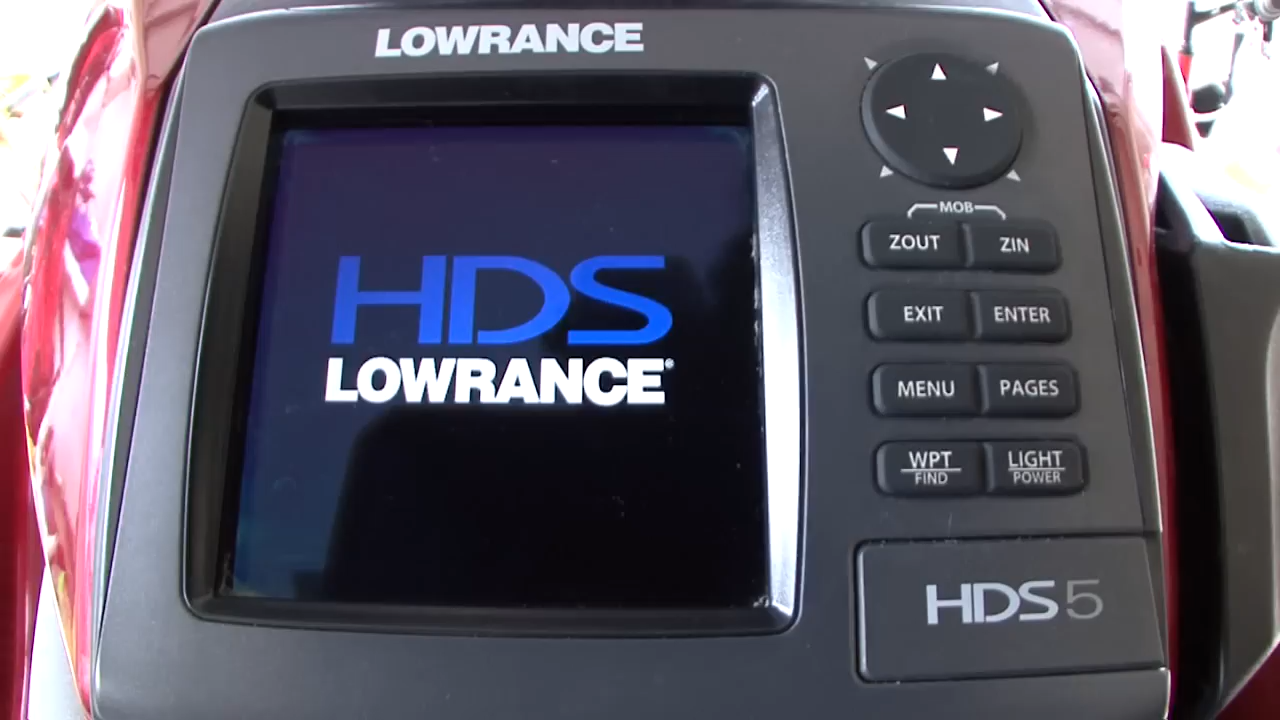 LOWRANCE
HDS
LOWRANCE®
MOB
ZOUT ZIN
EXIT ENTER
MENU PAGES
WPT LIGHT
FIND POWER
HDS5